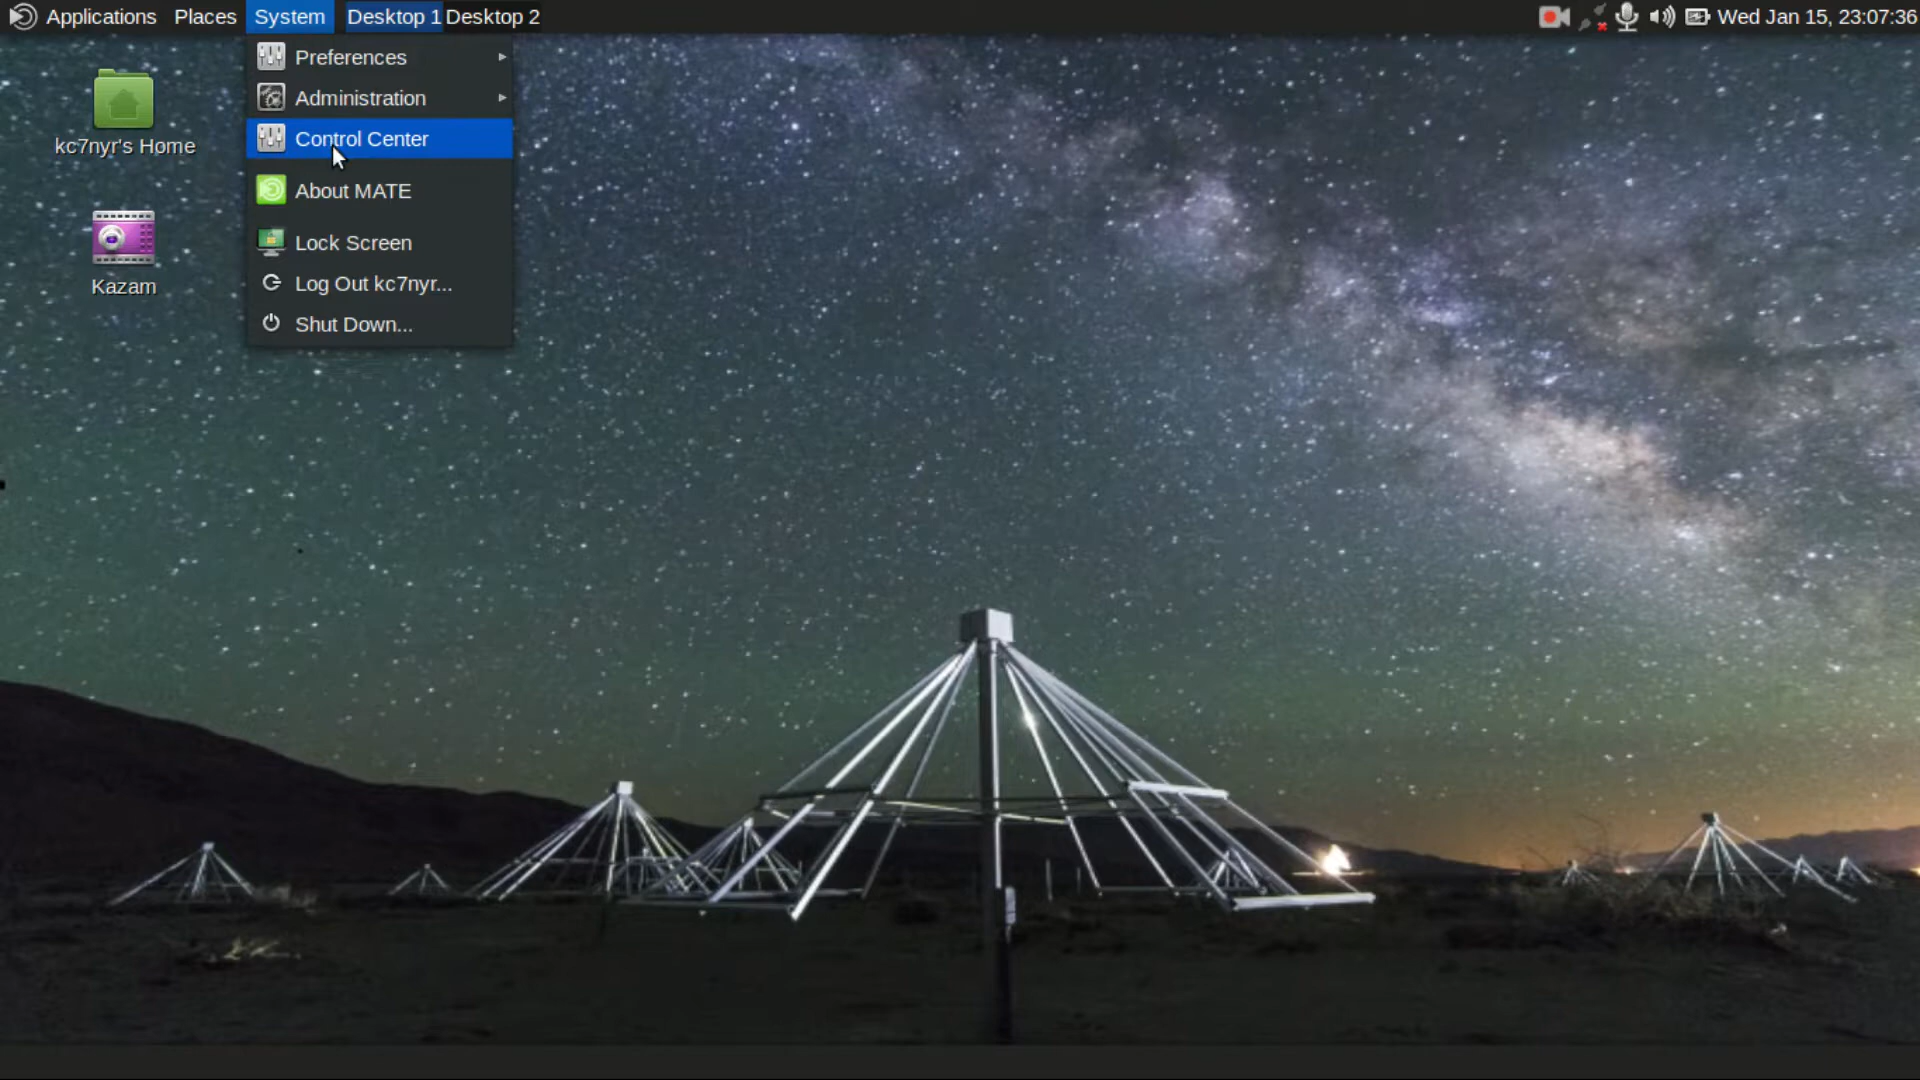 Applications Places System Desktop 1 Desktop 2 Wed Jan 15, 23:07:36
Preferences
Administration
Control Center
About MATE
Lock Screen
Log Out kc7nyr...
Shut Down...
kc7nyr's Home
Kazam